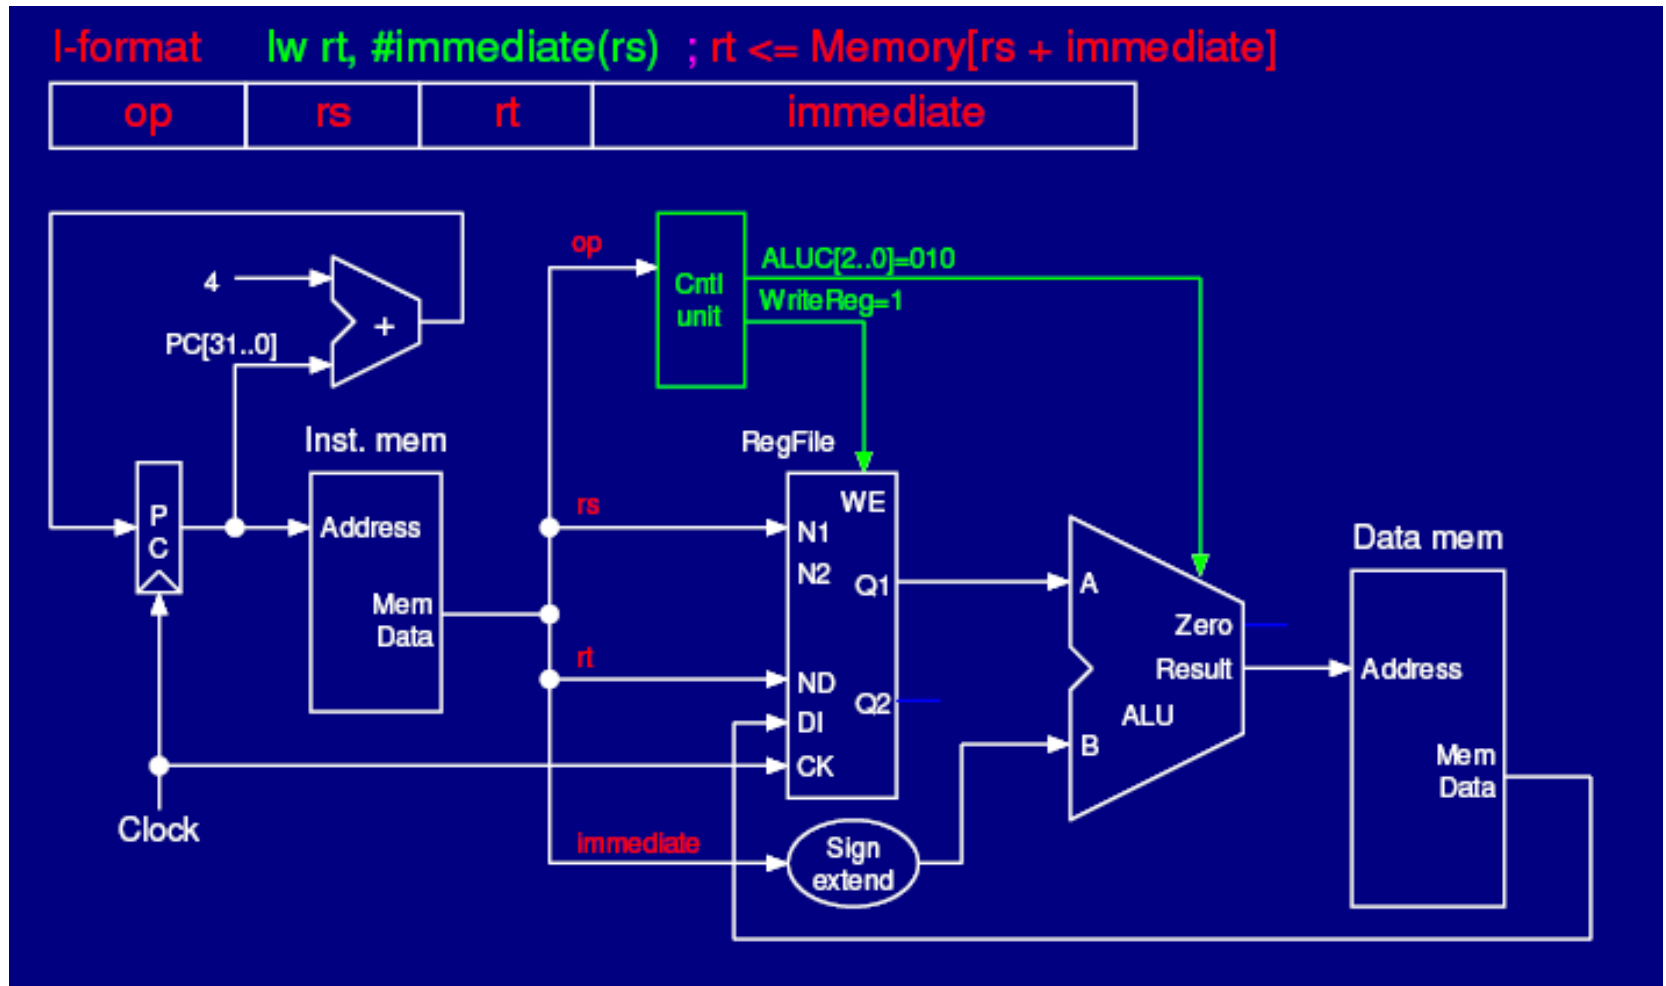 I-format lw rt, #immediate(rs) ; rt <= Memory[rs + immediate]
op rs rt immediate
op
ALUC[2..0]=010
4
Cntl
unit
WriteReg=1
+
PC[31..0]
Inst. mem
RegFile
P
C
Address
rs
WE
N1
N2
Q1
A
Data mem
Mem
Data
Zero
rt
ND
Result
Address
Q2
DI
ALU
B
CK
Mem
Data
Clock
immediate
Sign
extend